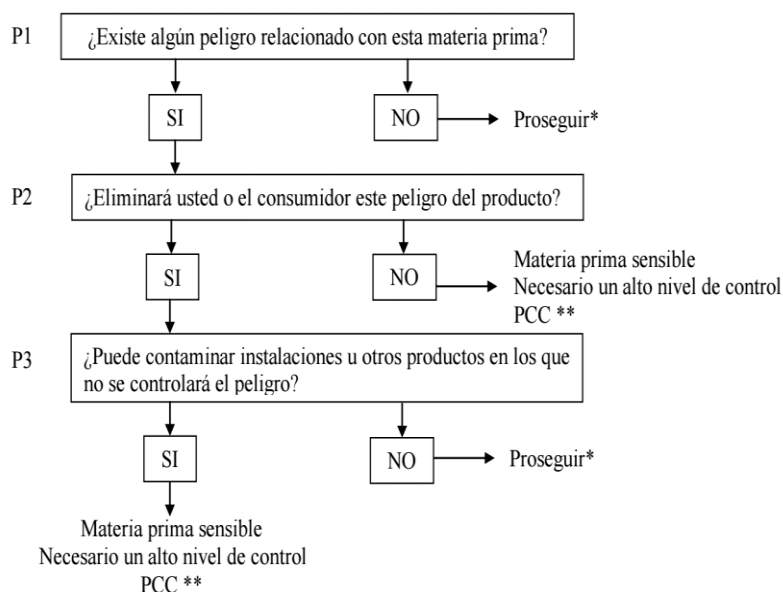 P1
¿Existe algún peligro relacionado con esta materia prima?
SI
NO
Proseguir*
P2
¿Eliminará usted o el consumidor este peligro del producto?
SI
NO
Materia prima sensible
Necesario un alto nivel de control
PCC **
P3
¿Puede contaminar instalaciones u otros productos en los que
no se controlará el peligro?
SI
NO
Proseguir*
Materia prima sensible
Necesario un alto nivel de control
PCC **